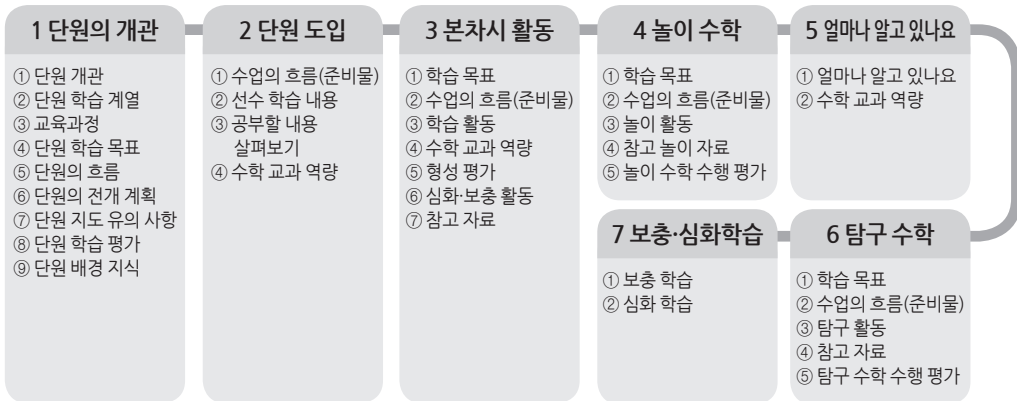 1 단원의 개관
① 단원 개관
② 단원 학습 계열
③ 교육과정
④ 단원 학습 목표
⑤ 단원의 흐름
⑥ 단원의 전개 계획
⑦ 단원 지도 유의 사항
⑧ 단원 학습 평가
⑨ 단원 배경 지식
2 단원 도입
① 수업의 흐름(준비물)
② 선수 학습 내용
③ 공부할 내용
살펴보기
④ 수학 교과 역량
3 본차시 활동
① 학습 목표
② 수업의 흐름(준비물)
③ 학습 활동
④ 수학 교과 역량
⑤ 형성 평가
⑥ 심화·보충 활동
⑦ 참고 자료
4 놀이 수학
① 학습 목표
② 수업의 흐름(준비물)
③ 놀이 활동
④ 참고 놀이 자료
⑤ 놀이 수학 수행 평가
5 얼마나 알고 있나요
① 얼마나 알고 있나요
② 수학 교과 역량
6 탐구 수학
① 학습 목표
② 수업의 흐름(준비물)
③ 탐구 활동
④ 참고 자료
⑤ 탐구 수학 수행 평가
7 보충·심화학습
① 보충 학습
② 심화 학습